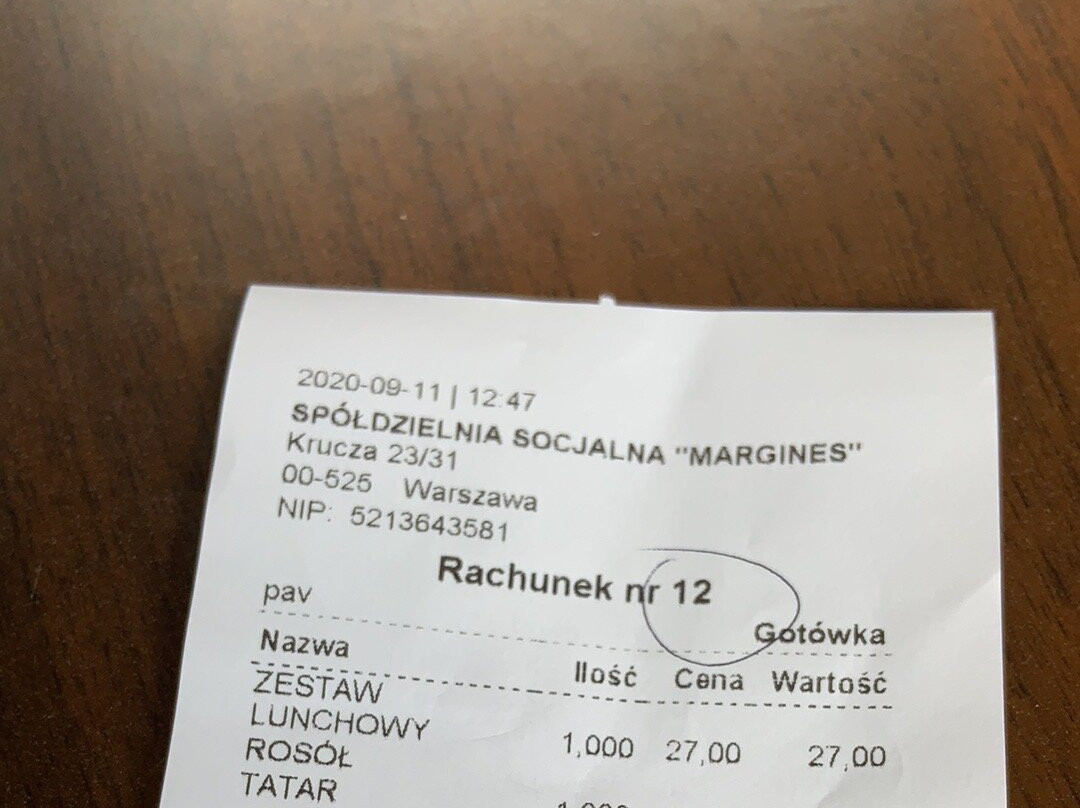 2020-09-11 | 12:47
SPÓŁDZIELNIA SOCJALNA "MARGINES"
Krucza 23/31
00-525 Warszawa
NIP: 5213643581
Rachunek nr 12
pav Gotówka
Nazwa Ilość Cena Wartość
ZESTAW
LUNCHOWY 1,000 27,00 27,00
ROSÓŁ
TATAR